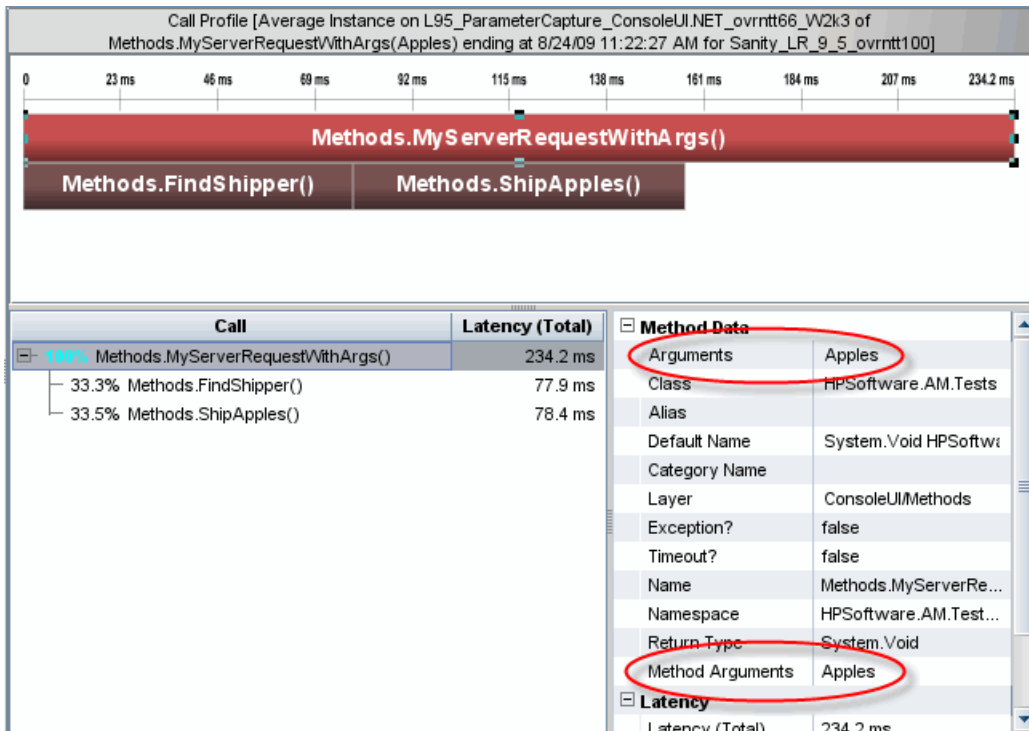 Call Profile [Average Instance on L95_ParameterCapture_ConsoleUI.NET_ovrntt66_W2k3 of
Methods.MyServerRequestWithArgs(Apples) ending at 8/24/09 11:22:27 AM for Sanity_LR_9_5_ovrntt100]
0 23 ms 46 ms 69 ms 92 ms 115 ms 138 ms 161 ms 184 ms 207 ms 234.2 ms
Methods.MyServerRequestWithArgs()
Methods.FindShipper() Methods.ShipApples()
Call Latency (Total)
100% Methods.MyServerRequestWithArgs() 234.2 ms
33.3% Methods.FindShipper() 77.9 ms
33.5% Methods.ShipApples() 78.4 ms
Method Data
Arguments Apples
Class HPSoftware.AM.Tests
Alias
Default Name System.Void HPSoftwa
Category Name
Layer ConsoleUI/Methods
Exception? false
Timeout? false
Name Methods.MyServerRe...
Namespace HPSoftware.AM.Test...
Return Type System.Void
Method Arguments Apples
Latency
Latency (Total) 234.2 ms